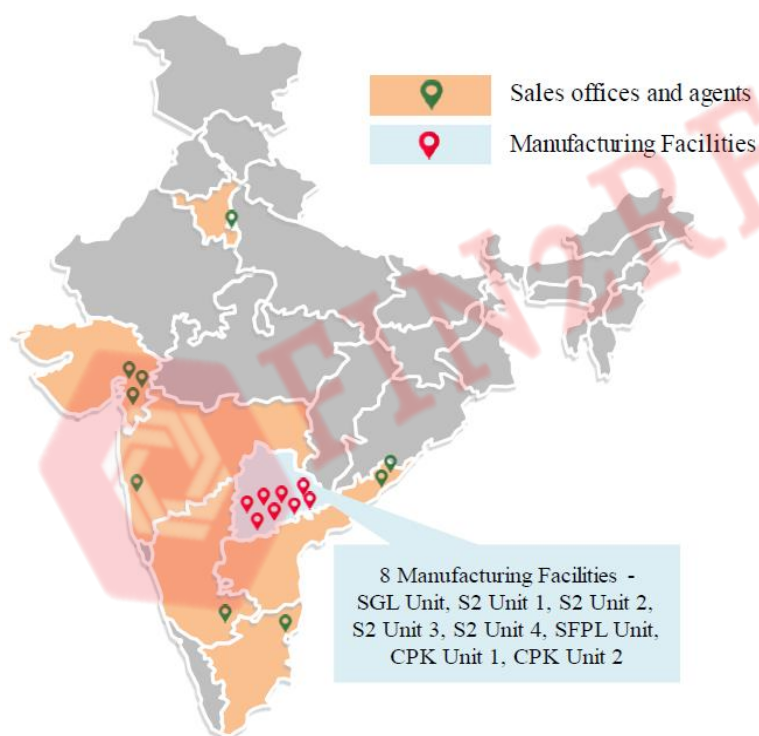 Sales offices and agents
Manufacturing Facilities
FIN2RE
8 Manufacturing Facilities -
SGL Unit, S2 Unit 1, S2 Unit 2,
S2 Unit 3, S2 Unit 4, SFPL Unit,
CPK Unit 1, CPK Unit 2